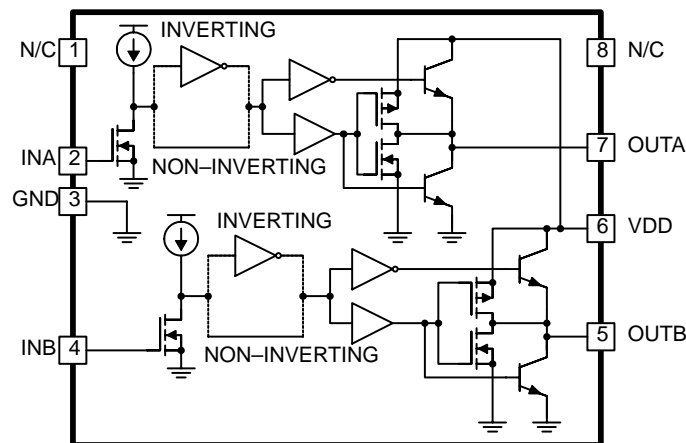 INVERTING
N/C 1
8 N/C
INA 2
NON–INVERTING
7 OUTA
GND 3
INVERTING
6 VDD
INB 4
NON–INVERTING
5 OUTB